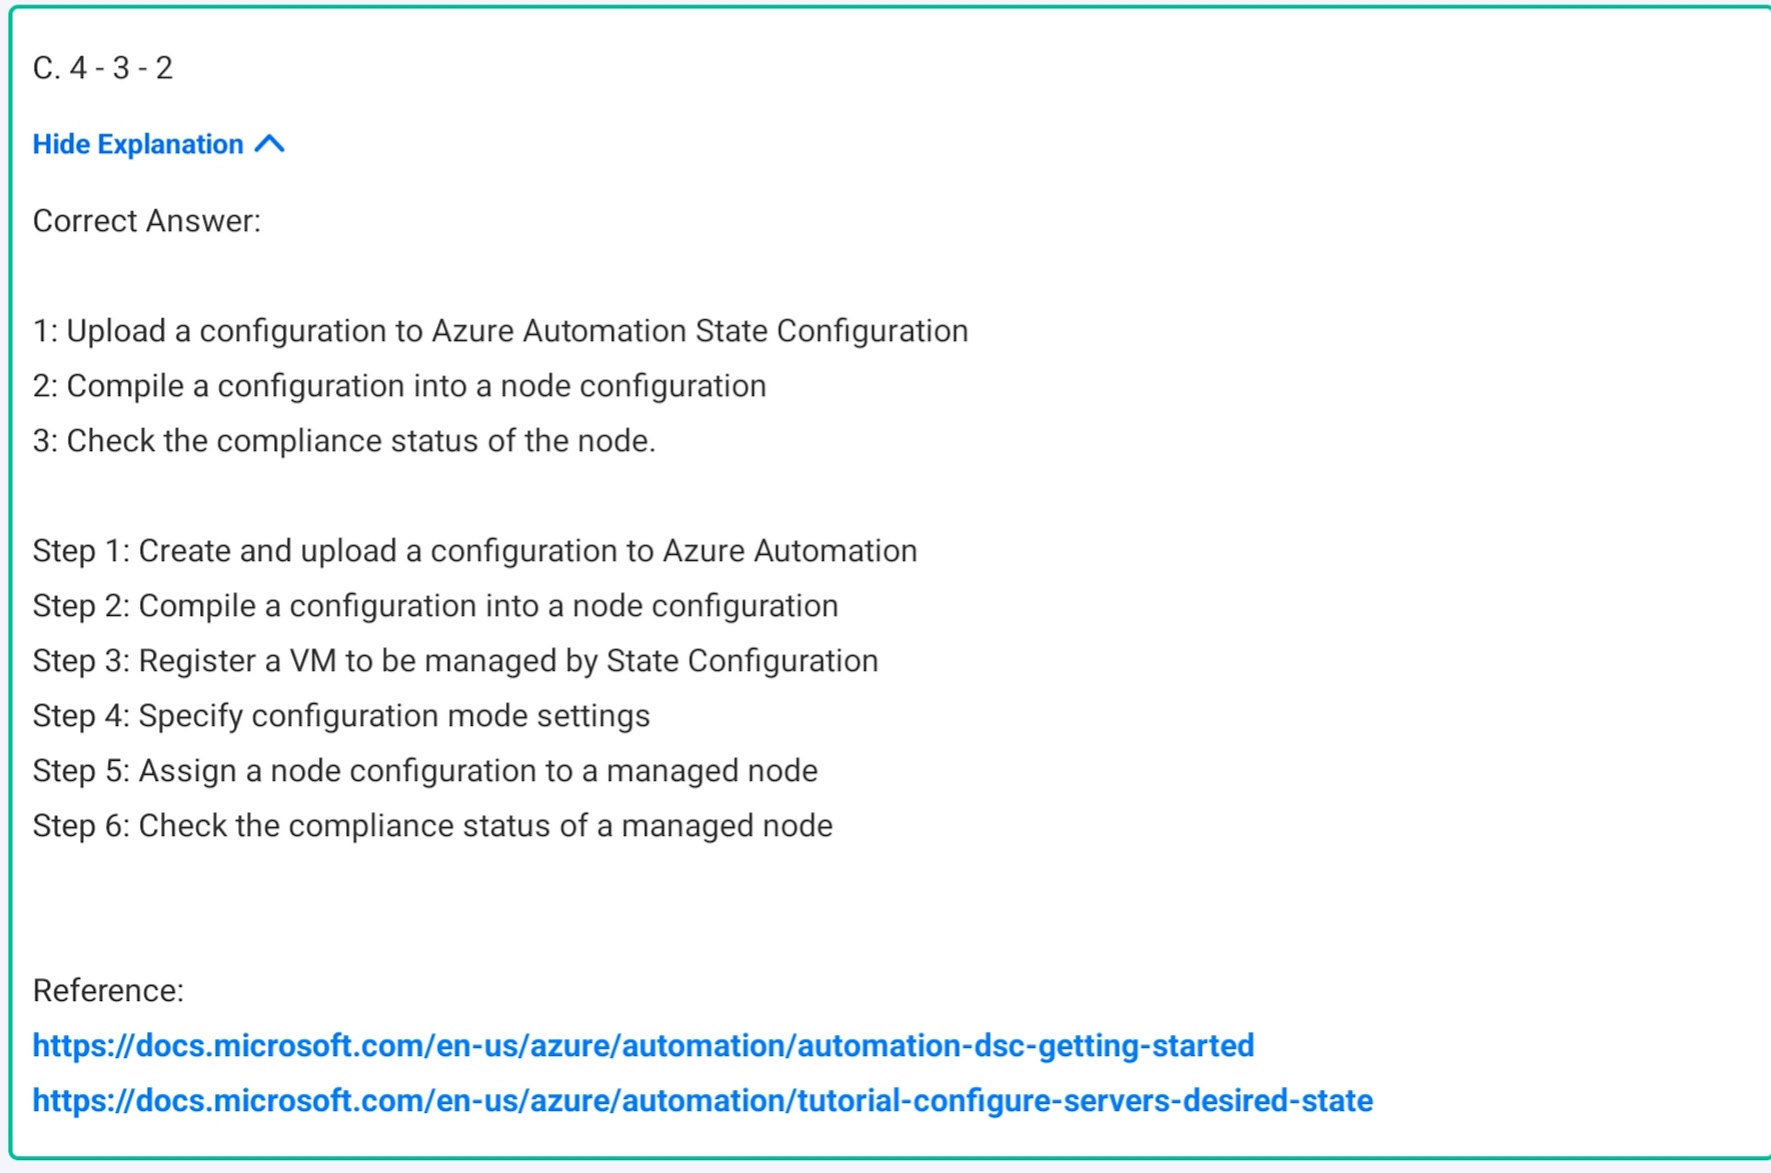 C. 4 - 3 - 2
Hide Explanation
Correct Answer:
1: Upload a configuration to Azure Automation State Configuration
2: Compile a configuration into a node configuration
3: Check the compliance status of the node.
Step 1: Create and upload a configuration to Azure Automation
Step 2: Compile a configuration into a node configuration
Step 3: Register a VM to be managed by State Configuration
Step 4: Specify configuration mode settings
Step 5: Assign a node configuration to a managed node
Step 6: Check the compliance status of a managed node
Reference:
https://docs.microsoft.com/en-us/azure/automation/automation-dsc-getting-started
https://docs.microsoft.com/en-us/azure/automation/tutorial-configure-servers-desired-state